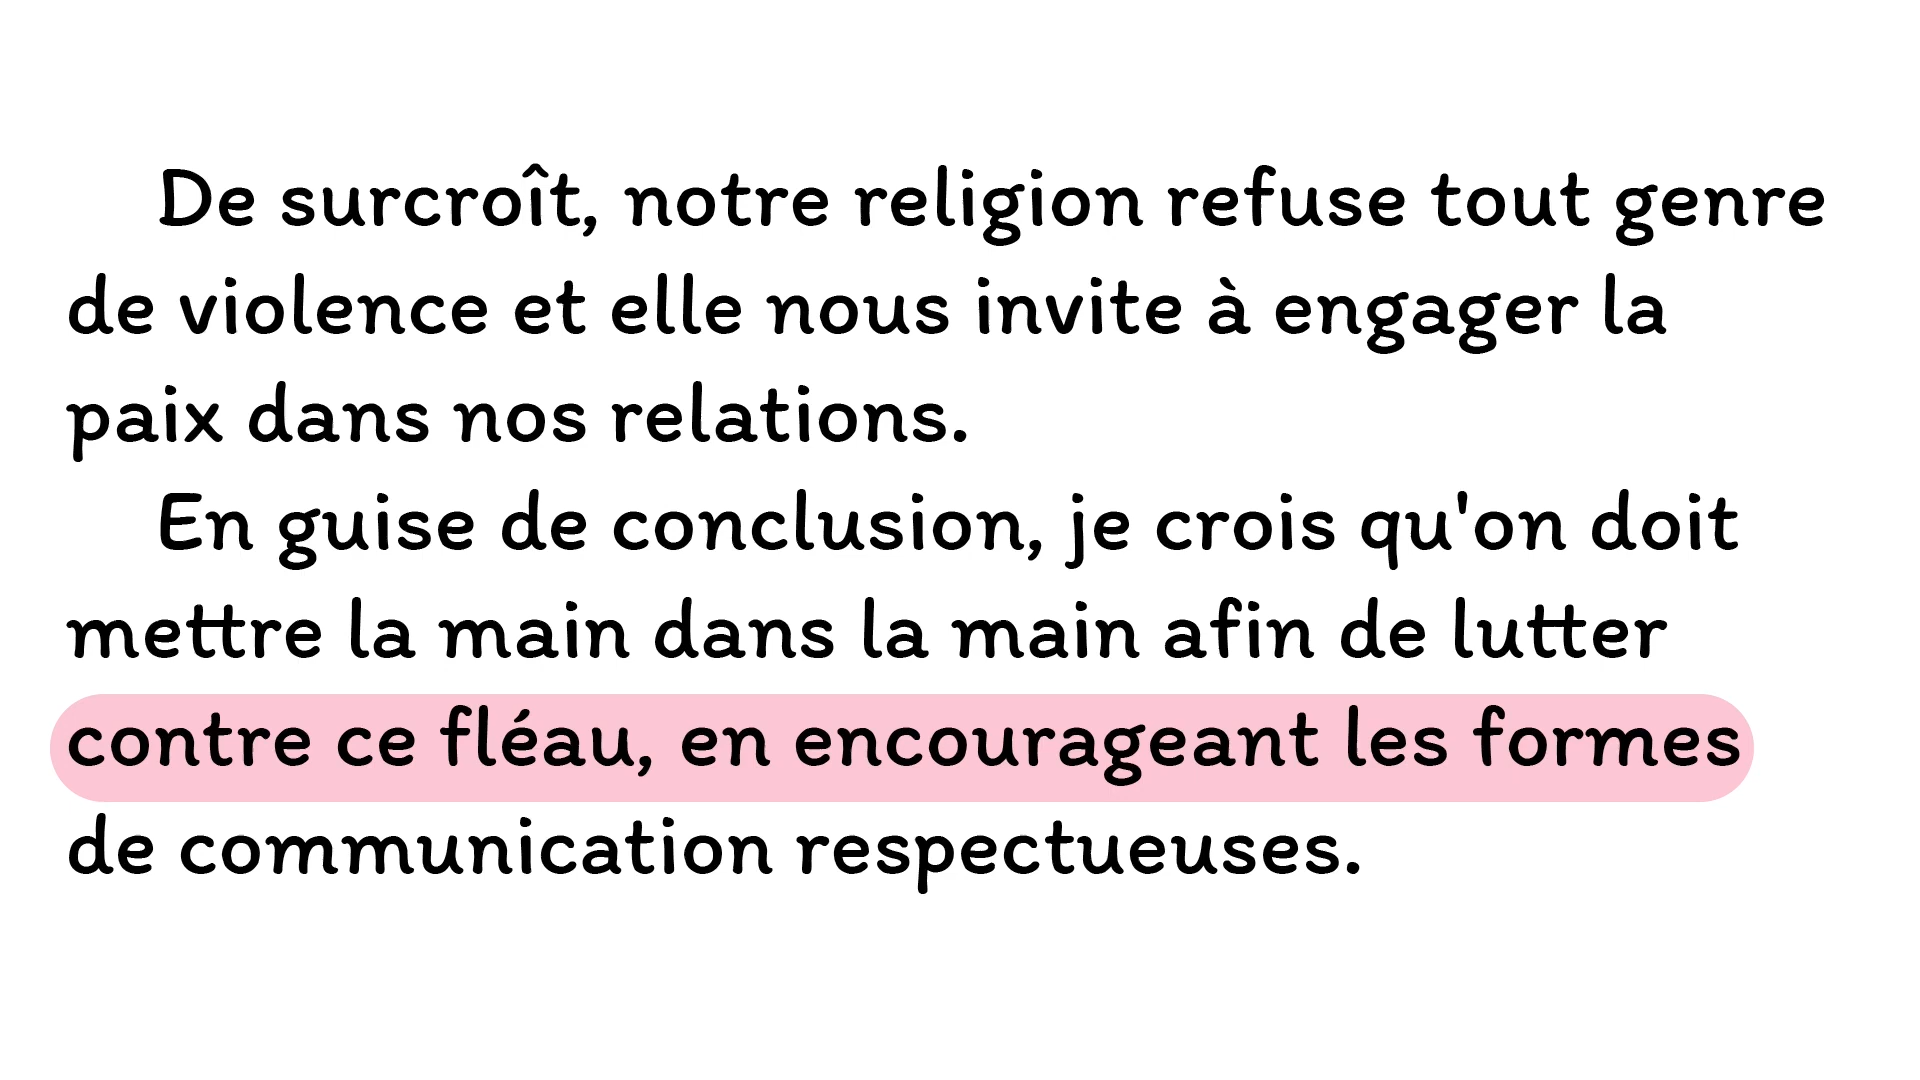 De surcroît, notre religion refuse tout genre
de violence et elle nous invite à engager la
paix dans nos relations.
En guise de conclusion, je crois qu'on doit
mettre la main dans la main afin de lutter
contre ce fléau, en encourageant les formes
de communication respectueuses.